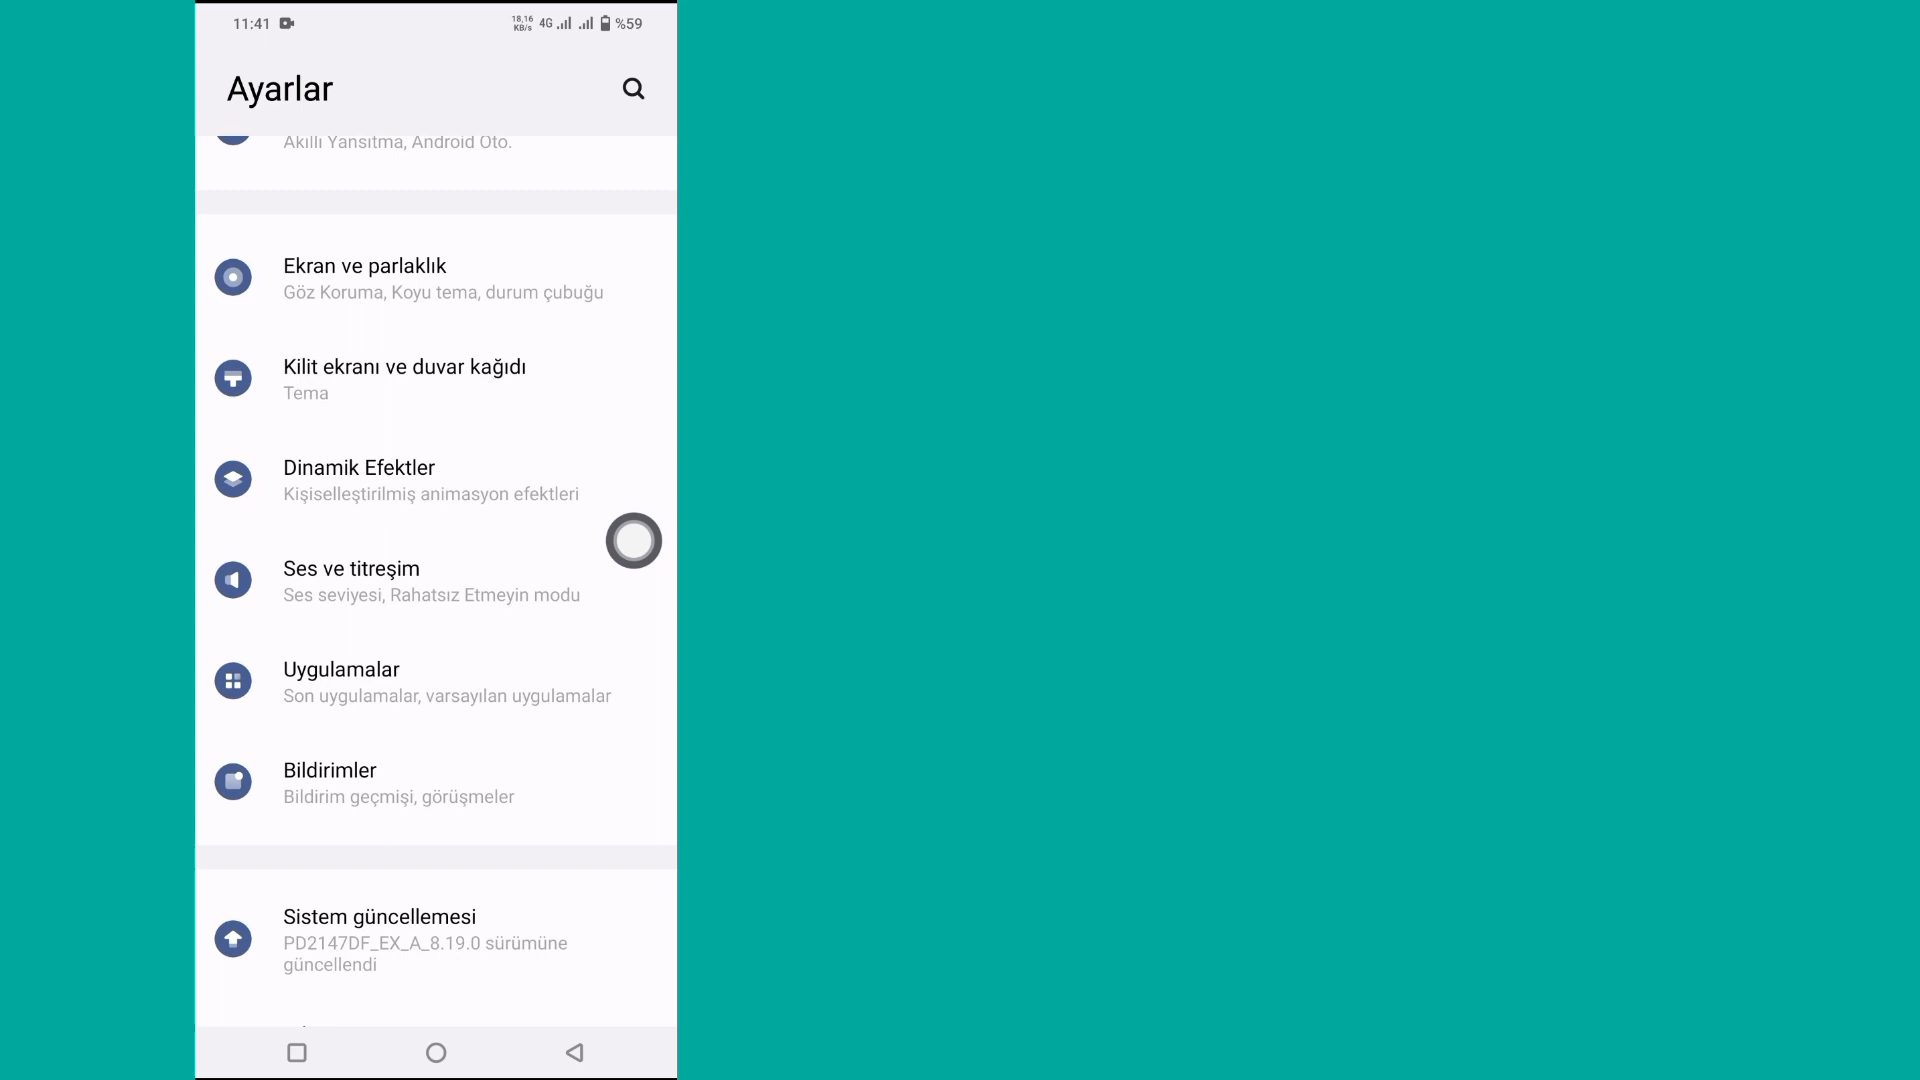 11:41
18,16 KB/s 4G %59
Ayarlar
Akıllı Yansıtma, Android Oto.
Ekran ve parlaklık
Göz Koruma, Koyu tema, durum çubuğu
Kilit ekranı ve duvar kağıdı
Tema
Dinamik Efektler
Kişiselleştirilmiş animasyon efektleri
Ses ve titreşim
Ses seviyesi, Rahatsız Etmeyin modu
Uygulamalar
Son uygulamalar, varsayılan uygulamalar
Bildirimler
Bildirim geçmişi, görüşmeler
Sistem güncellemesi
PD2147DF_EX_A_8.19.0 sürümüne
güncellendi